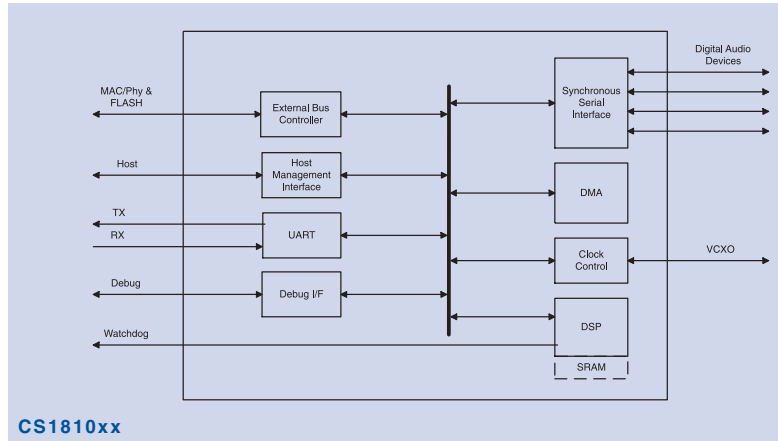 Digital Audio
Devices
MAC/Phy &
FLASH
External Bus
Controller
Synchronous
Serial
Interface
Host
Host
Management
Interface
DMA
TX
RX
UART
Clock
Control
VCXO
Debug
Debug I/F
DSP
Watchdog
SRAM
CS1810xx